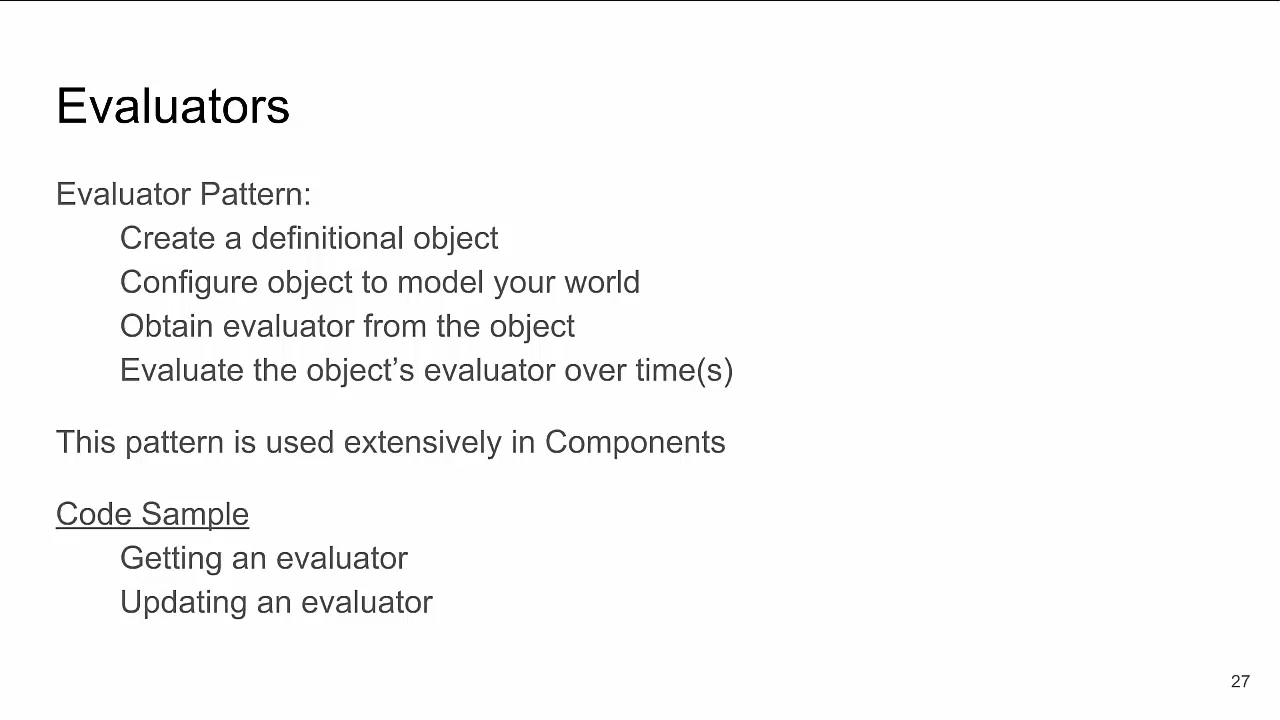 Evaluators
Evaluator Pattern:
Create a definitional object
Configure object to model your world
Obtain evaluator from the object
Evaluate the object’s evaluator over time(s)
This pattern is used extensively in Components
Code Sample
Getting an evaluator
Updating an evaluator
27